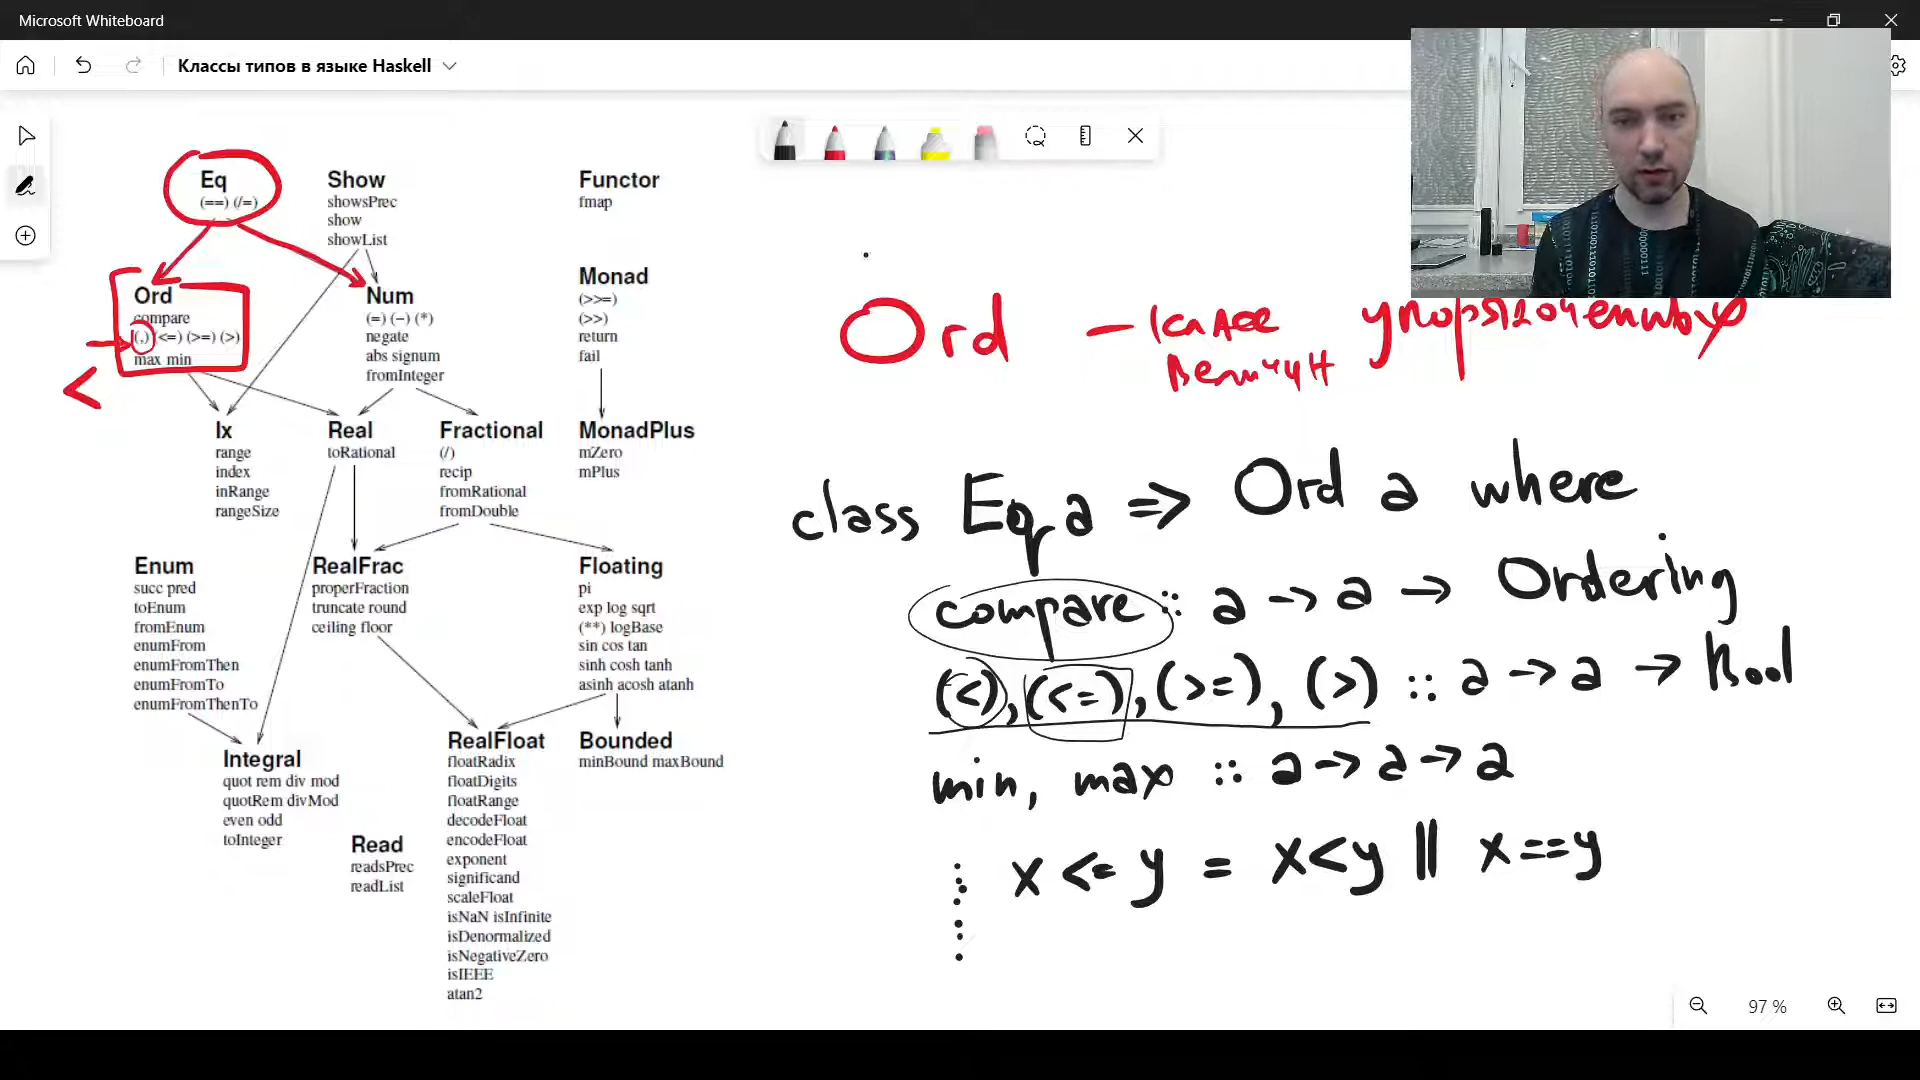 Microsoft Whiteboard
Классы типов в языке Haskell
Eq
(==) (/=)
Show
showsPrec
show
showList
Functor
fmap
Ord
compare
(,) (<=) (>=) (>)
max min
<
Num
(=) (−) (*)
negate
abs signum
fromInteger
Monad
(>>=)
(>>)
return
fail
Ix
range
index
inRange
rangeSize
Real
toRational
Fractional
(/)
recip
fromRational
fromDouble
MonadPlus
mZero
mPlus
Enum
succ pred
toEnum
fromEnum
enumFrom
enumFromThen
enumFromTo
enumFromThenTo
RealFrac
properFraction
truncate round
ceiling floor
Floating
pi
exp log sqrt
(**) logBase
sin cos tan
sinh cosh tanh
asinh acosh atanh
Integral
quot rem div mod
quotRem divMod
even odd
toInteger
Read
readsPrec
readList
RealFloat
floatRadix
floatDigits
floatRange
decodeFloat
encodeFloat
exponent
significand
scaleFloat
isNaN isInfinite
isDenormalized
isNegativeZero
isIEEE
atan2
Bounded
minBound maxBound
Ord — класс упорядоченных
величин
class Eq a => Ord a where
compare :: a -> a -> Ordering
(<), (<=), (>=), (>) :: a -> a -> Bool
min, max :: a -> a -> a
x <= y = x<y || x==y
97 %